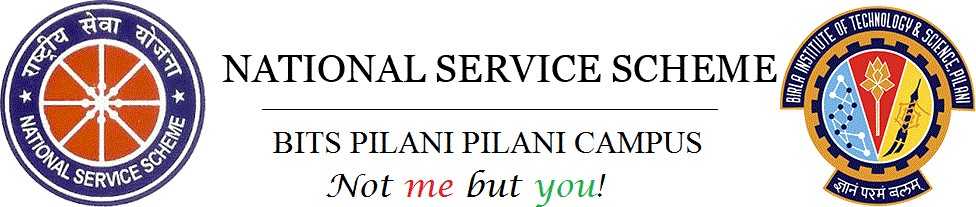 राष्ट्रीय सेवा योजना
NATIONAL SERVICE SCHEME
NATIONAL SERVICE SCHEME
BITS PILANI PILANI CAMPUS
Not me but you!
BIRLA INSTITUTE OF TECHNOLOGY & SCIENCE, PILANI
ज्ञानं परमं बलम्